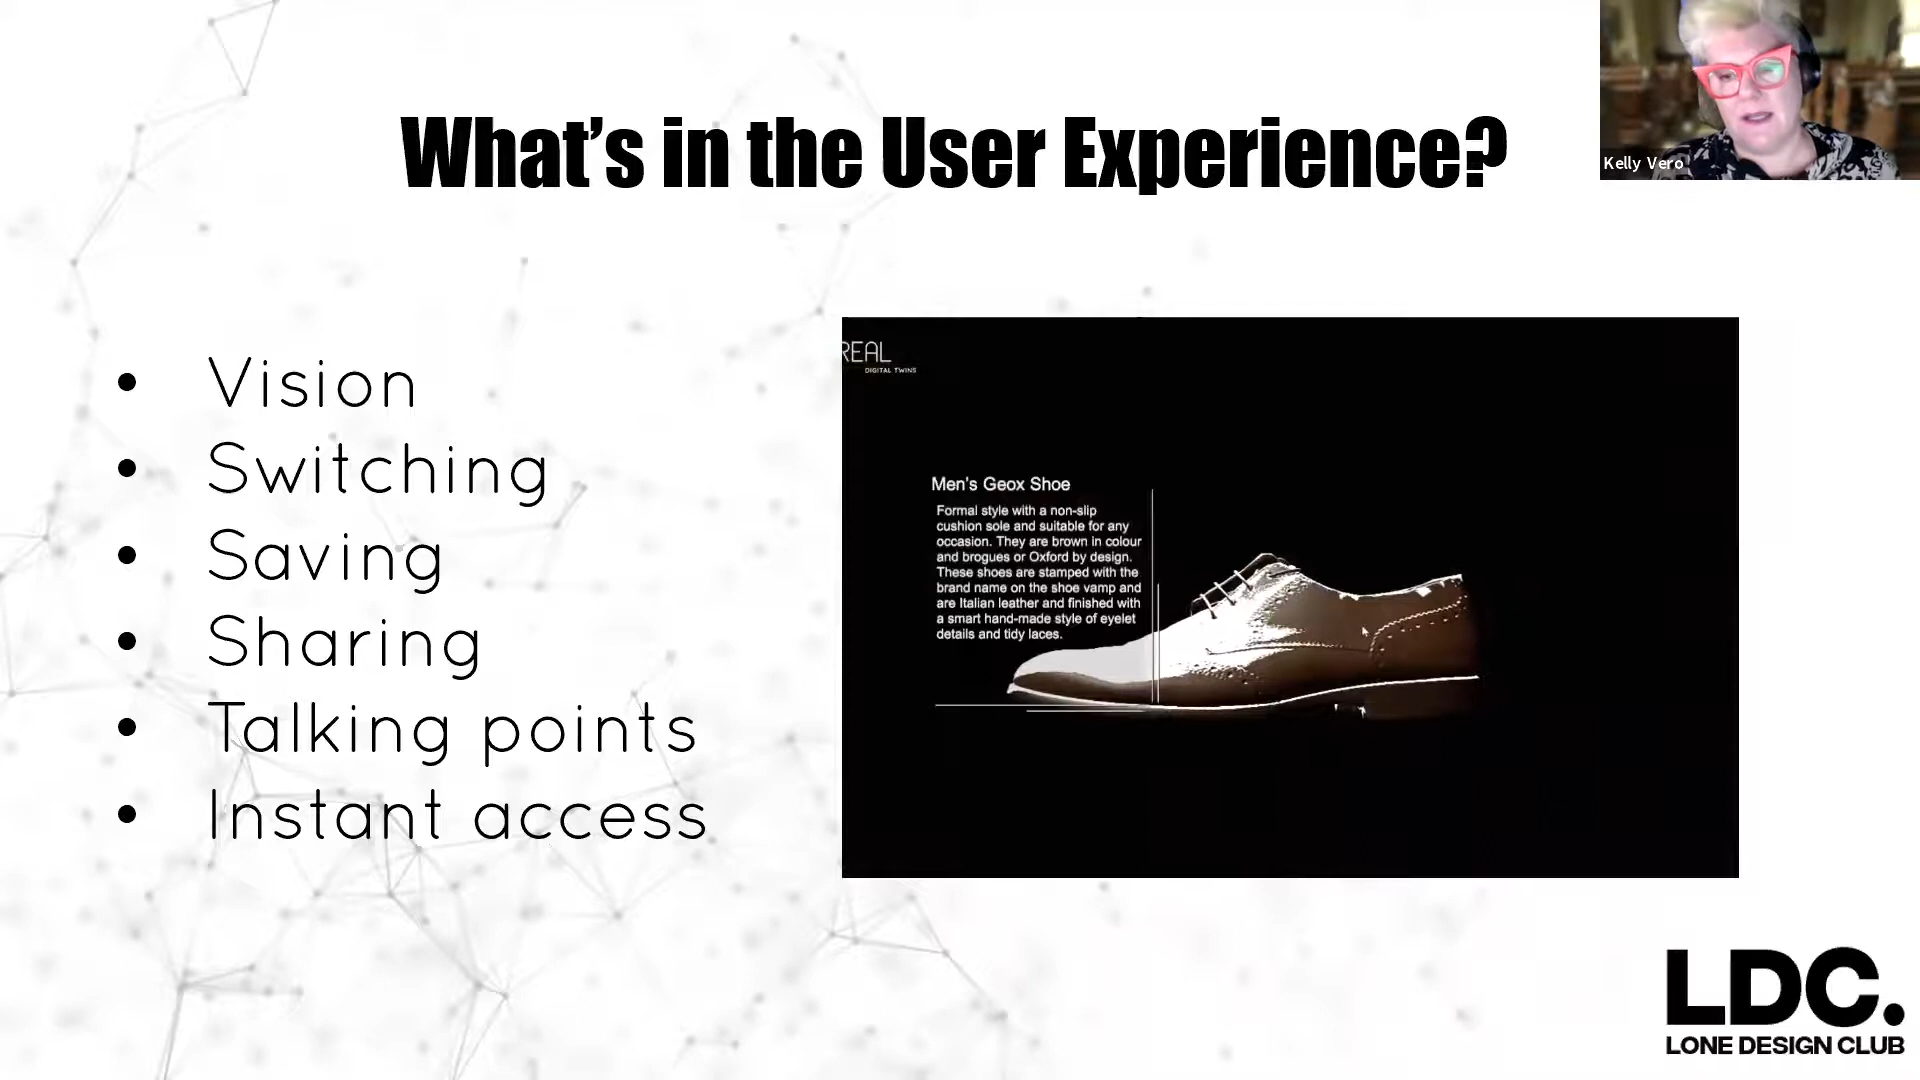 What's in the User Experience?
Kelly Vero
• Vision
• Switching
• Saving
• Sharing
• Talking points
• Instant access
REAL
DIGITAL TWINS
Men's Geox Shoe
Formal style with a non-slip
cushion sole and suitable for any
occasion. They are brown in colour
and brogues or Oxford by design.
These shoes are stamped with the
brand name on the shoe vamp and
are Italian leather and finished with
a smart hand-made style of eyelet
details and tidy laces.
LDC.
LONE DESIGN CLUB